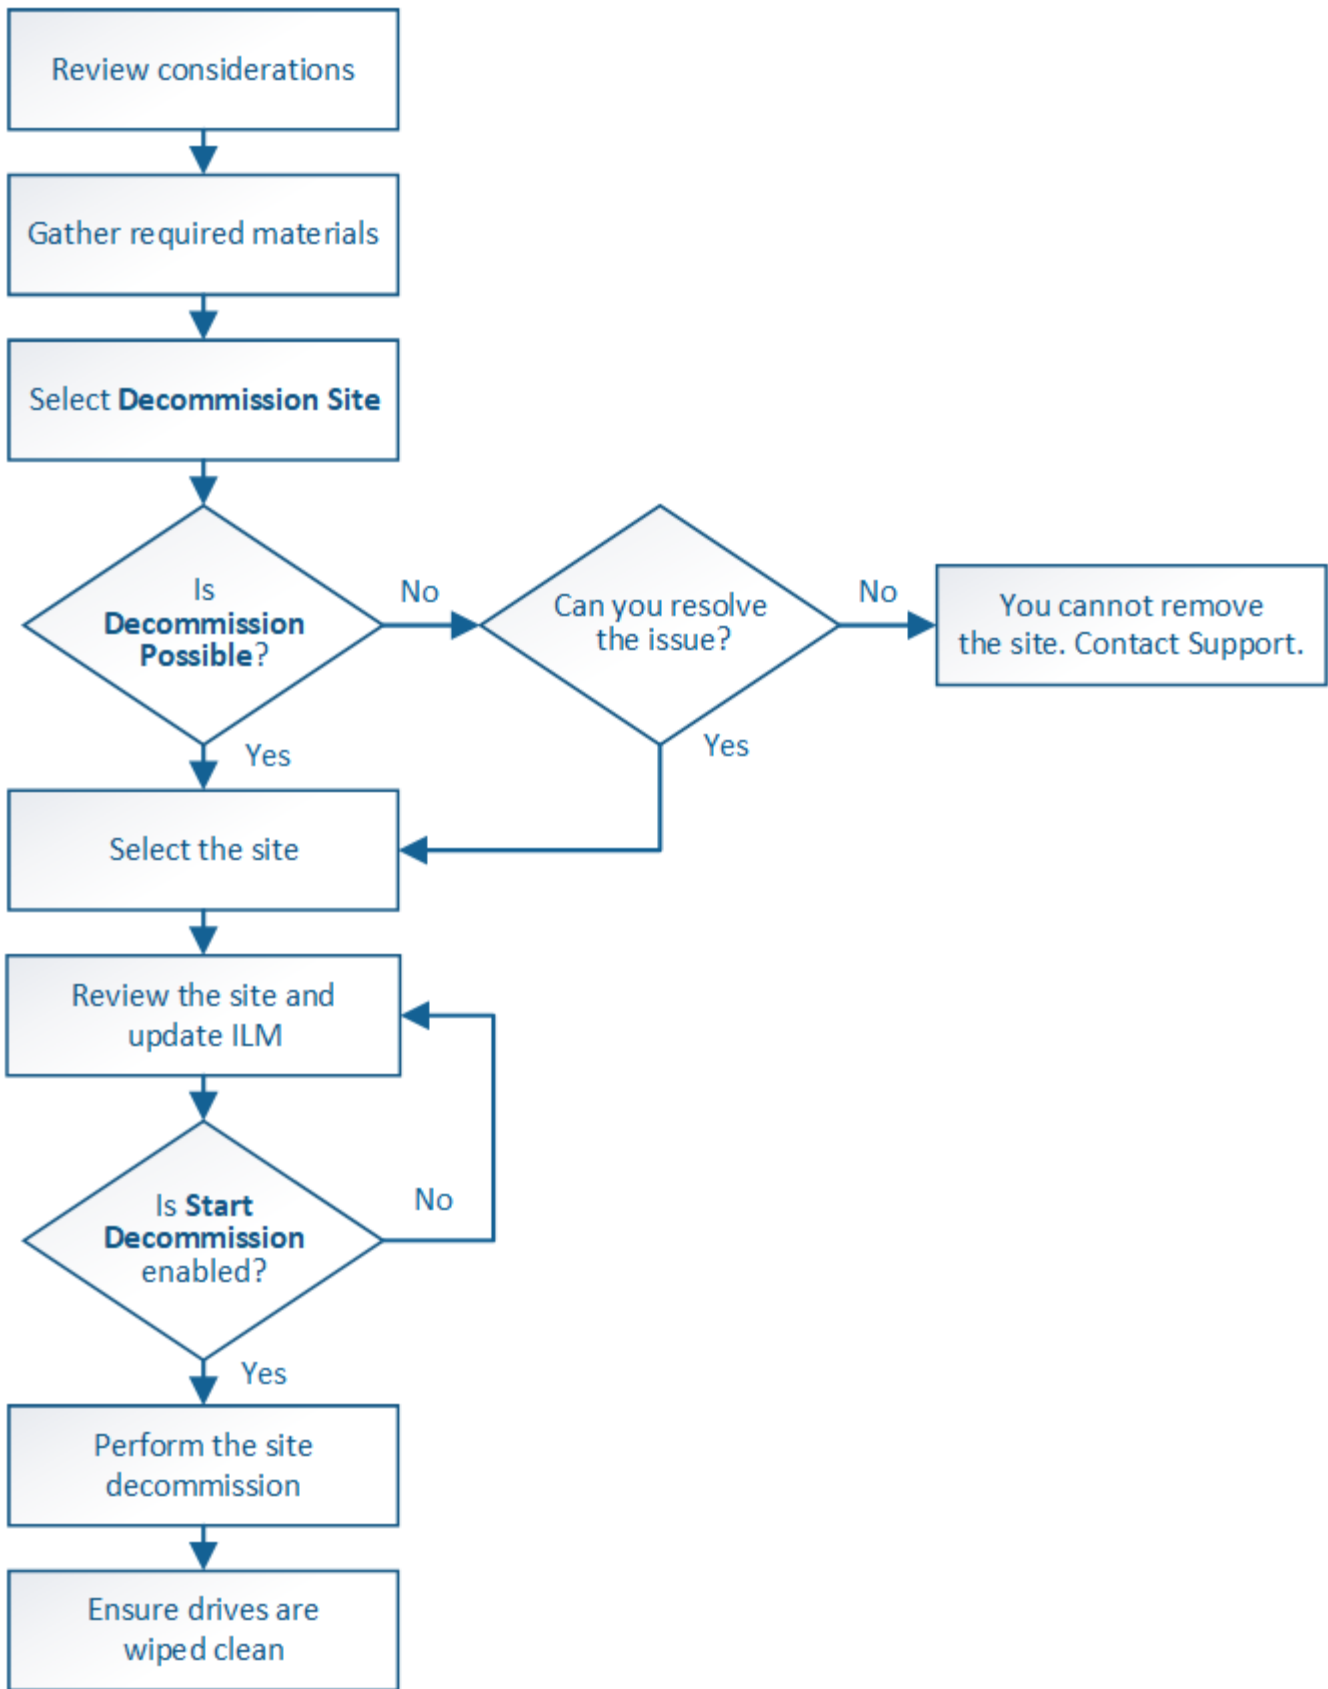 Review considerations
Gather required materials
Select Decommission Site
Is
Decommission
Possible?
No
Can you resolve
the issue?
No
You cannot remove
the site. Contact Support.
Yes
Yes
Select the site
Review the site and
update ILM
Is Start
Decommission
enabled?
No
Yes
Perform the site
decommission
Ensure drives are
wiped clean